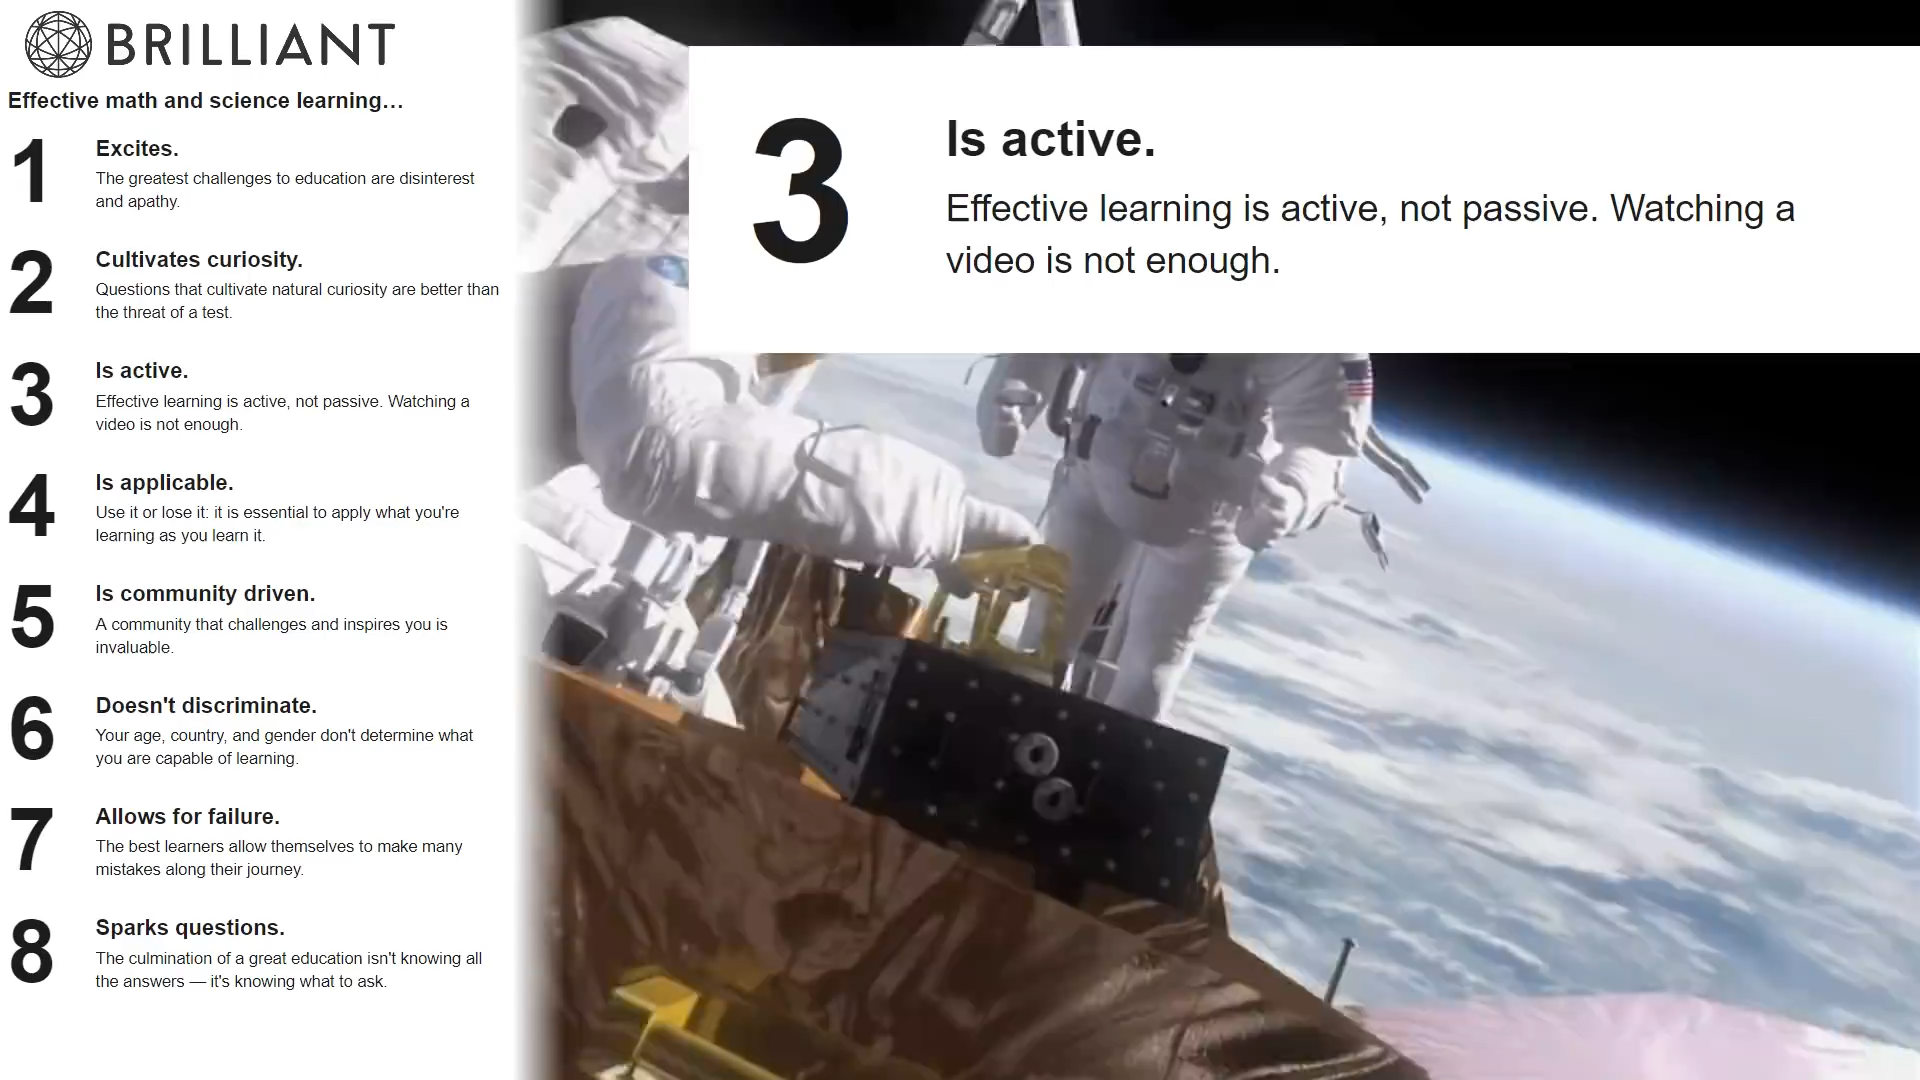 BRILLIANT
Effective math and science learning…
1
Excites.
The greatest challenges to education are disinterest
and apathy.
2
Cultivates curiosity.
Questions that cultivate natural curiosity are better than
the threat of a test.
3
Is active.
Effective learning is active, not passive. Watching a
video is not enough.
4
Is applicable.
Use it or lose it: it is essential to apply what you're
learning as you learn it.
5
Is community driven.
A community that challenges and inspires you is
invaluable.
6
Doesn't discriminate.
Your age, country, and gender don't determine what
you are capable of learning.
7
Allows for failure.
The best learners allow themselves to make many
mistakes along their journey.
8
Sparks questions.
The culmination of a great education isn't knowing all
the answers — it's knowing what to ask.
3
Is active.
Effective learning is active, not passive. Watching a
video is not enough.